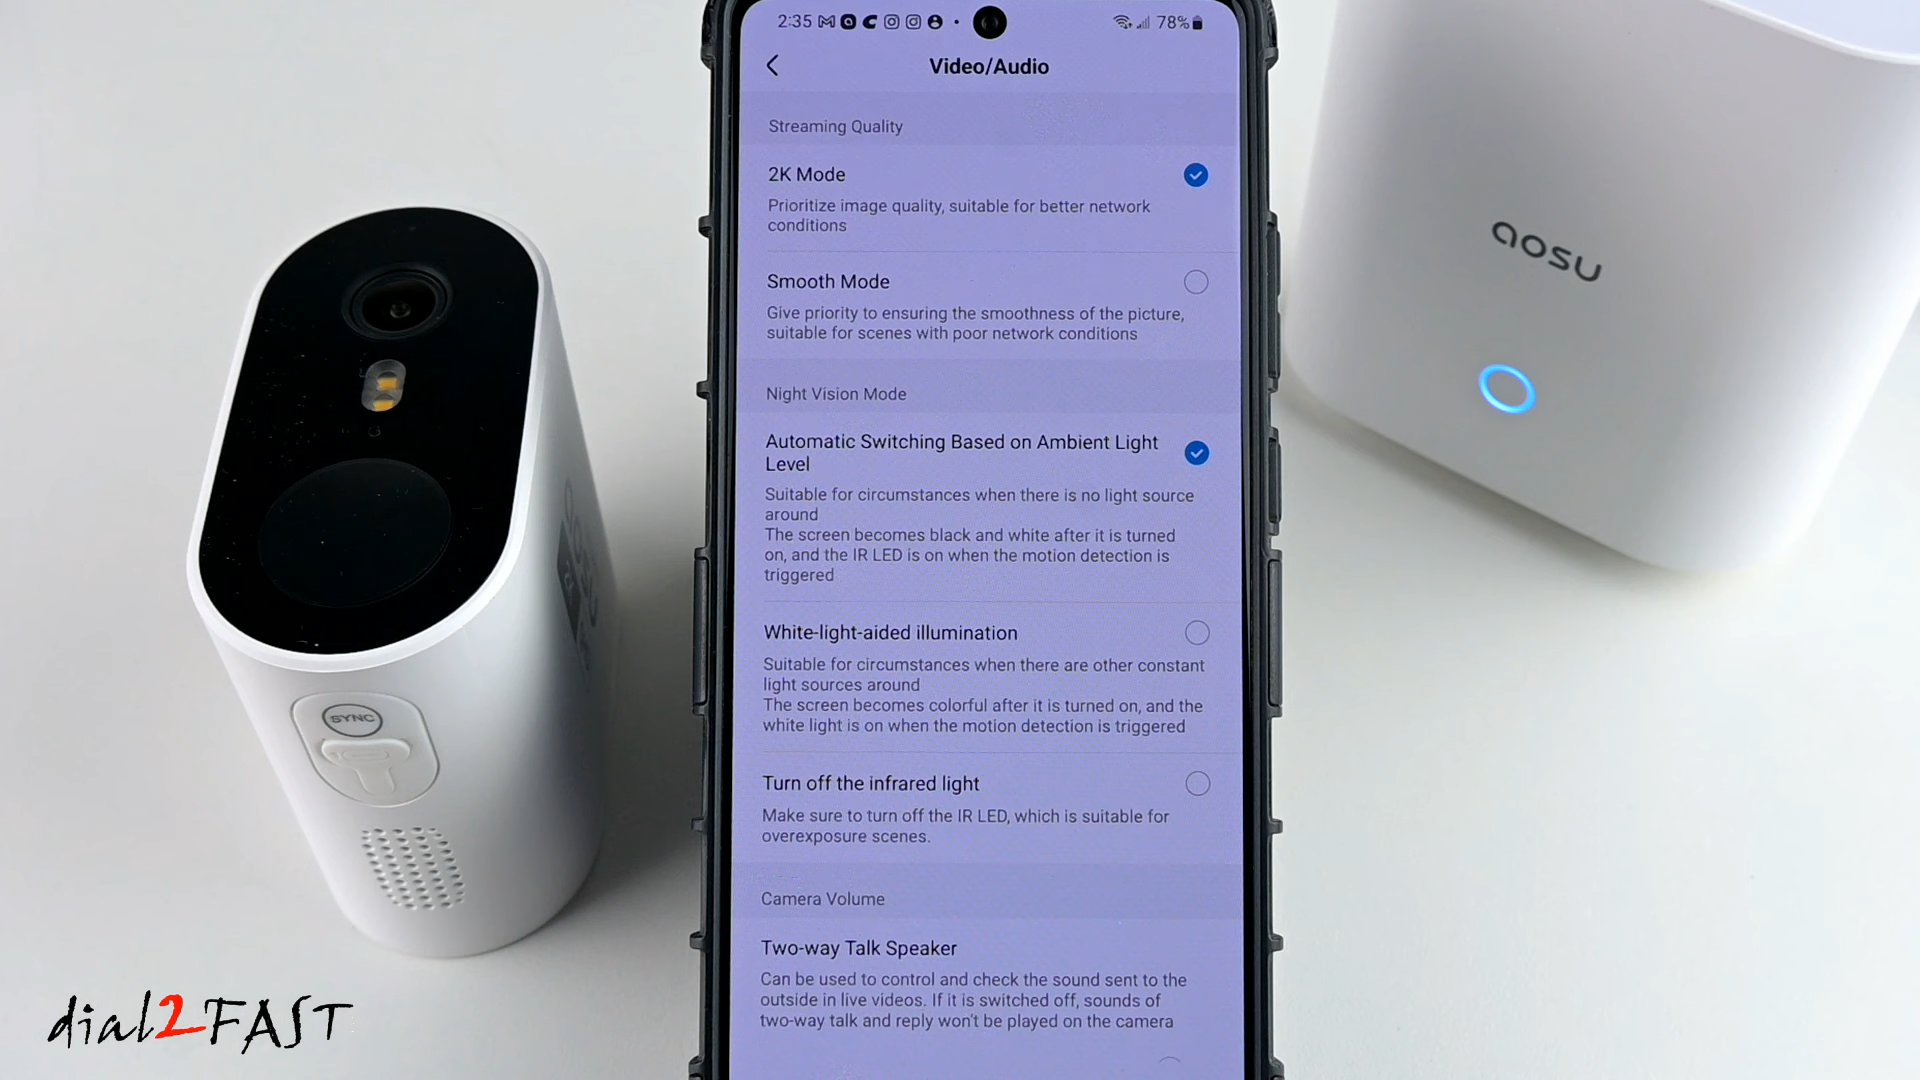 2:35
78%
Video/Audio
Streaming Quality
2K Mode
Prioritize image quality, suitable for better network
conditions
Smooth Mode
Give priority to ensuring the smoothness of the picture,
suitable for scenes with poor network conditions
Night Vision Mode
Automatic Switching Based on Ambient Light
Level
Suitable for circumstances when there is no light source
around
The screen becomes black and white after it is turned
on, and the IR LED is on when the motion detection is
triggered
White-light-aided illumination
Suitable for circumstances when there are other constant
light sources around
The screen becomes colorful after it is turned on, and the
white light is on when the motion detection is triggered
Turn off the infrared light
Make sure to turn off the IR LED, which is suitable for
overexposure scenes.
Camera Volume
Two-way Talk Speaker
Can be used to control and check the sound sent to the
outside in live videos. If it is switched off, sounds of
two-way talk and reply won't be played on the camera
aosu
SYNC
aosu
dial2FAST